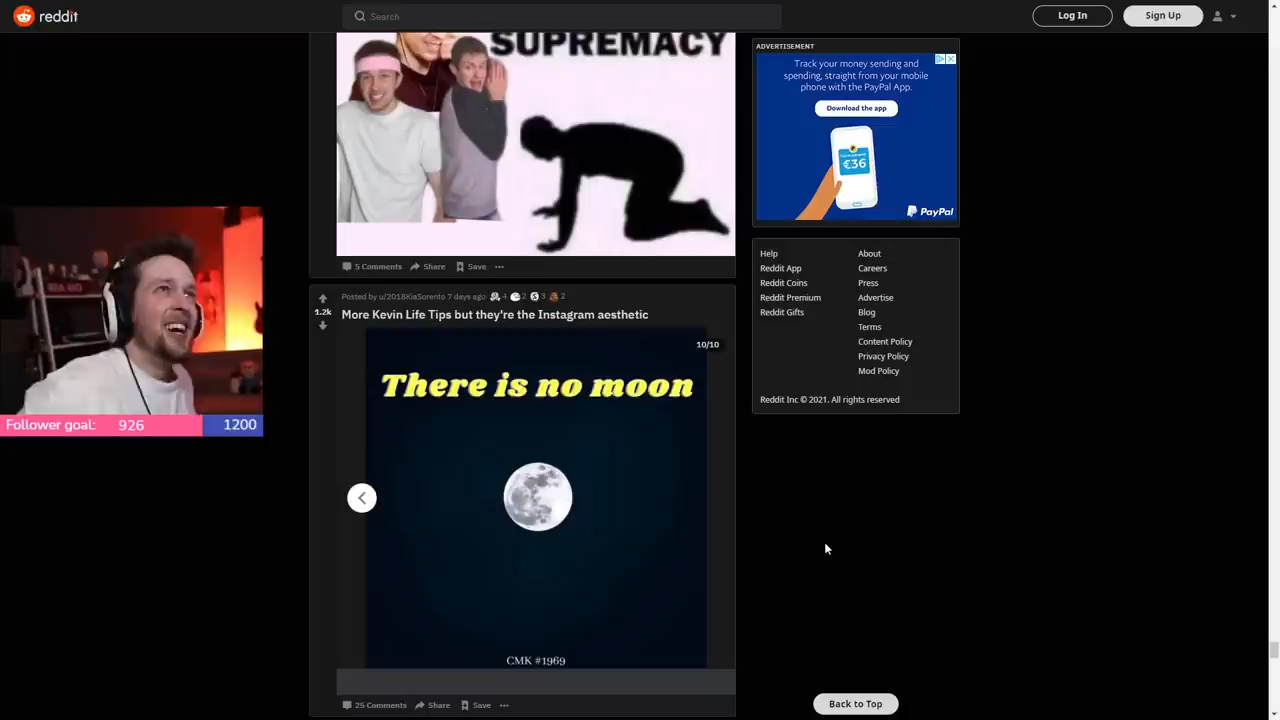 reddit
Search
Log In
Sign Up
SUPREMACY
5 Comments
Share
Save
Posted by u/2018KiaSorento 7 days ago
4
2
3
2
1.2k
More Kevin Life Tips but they're the Instagram aesthetic
10/10
There is no moon
CMK #1969
25 Comments
Share
Save
Follower goal:
926
1200
ADVERTISEMENT
Track your money sending and
spending, straight from your mobile
phone with the PayPal App.
Download the app
€36
PayPal
Help
Reddit App
Reddit Coins
Reddit Premium
Reddit Gifts
About
Careers
Press
Advertise
Blog
Terms
Content Policy
Privacy Policy
Mod Policy
Reddit Inc © 2021. All rights reserved
Back to Top